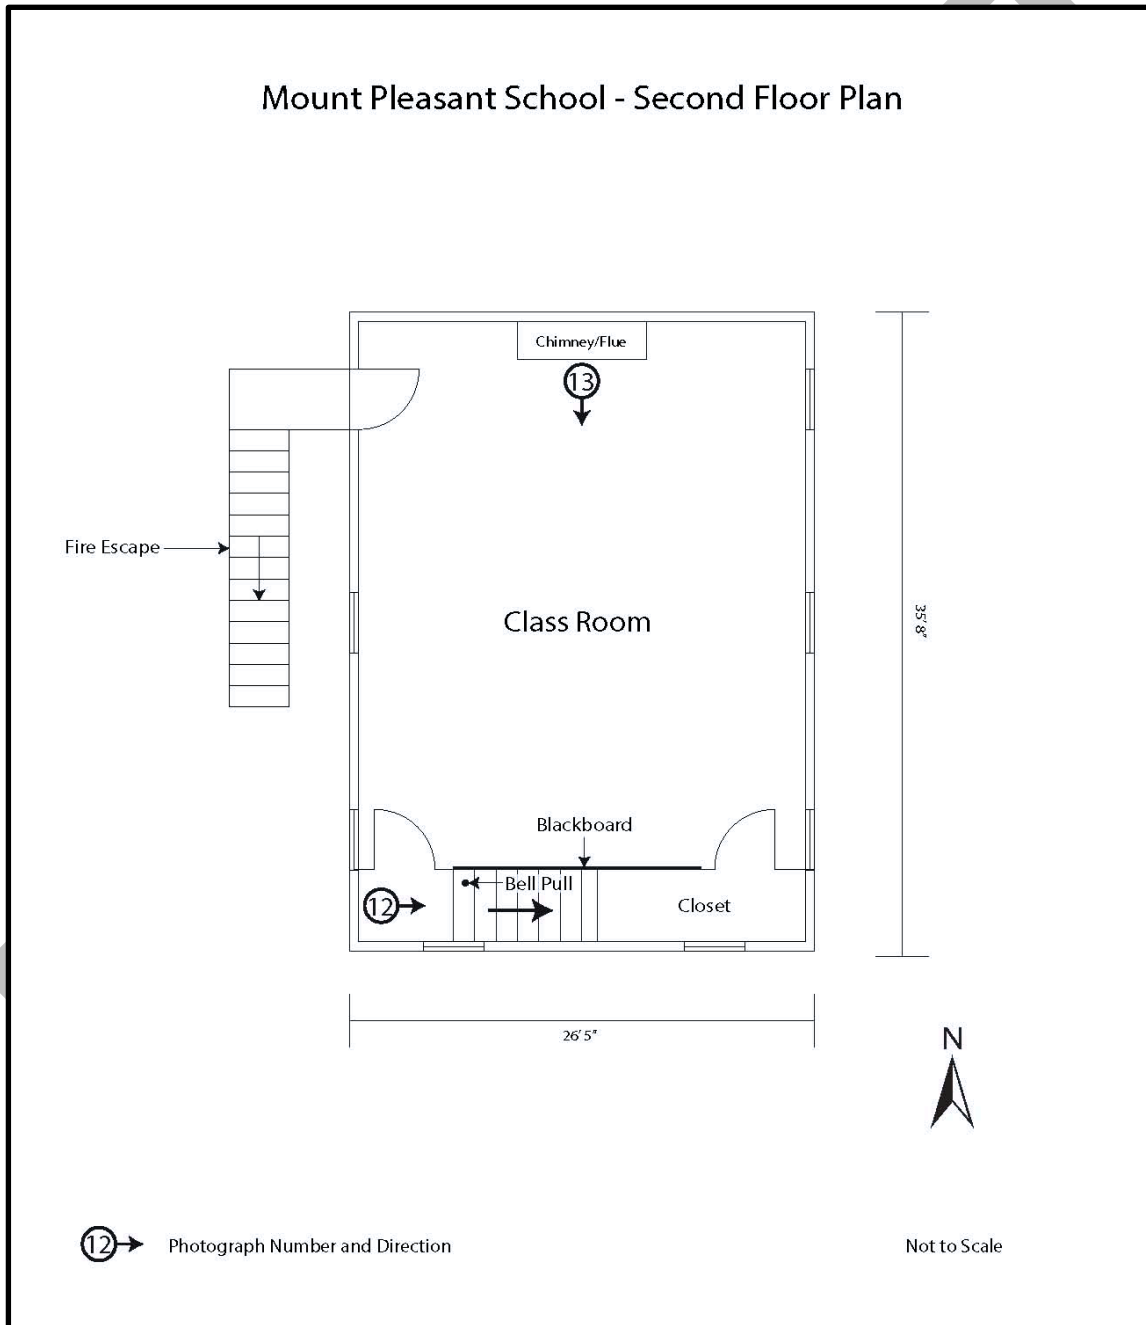 Mount Pleasant School - Second Floor Plan
Chimney/Flue
13
Fire Escape
Class Room
35' 8"
Blackboard
Bell Pull
12
Closet
26' 5"
N
12
Photograph Number and Direction
Not to Scale